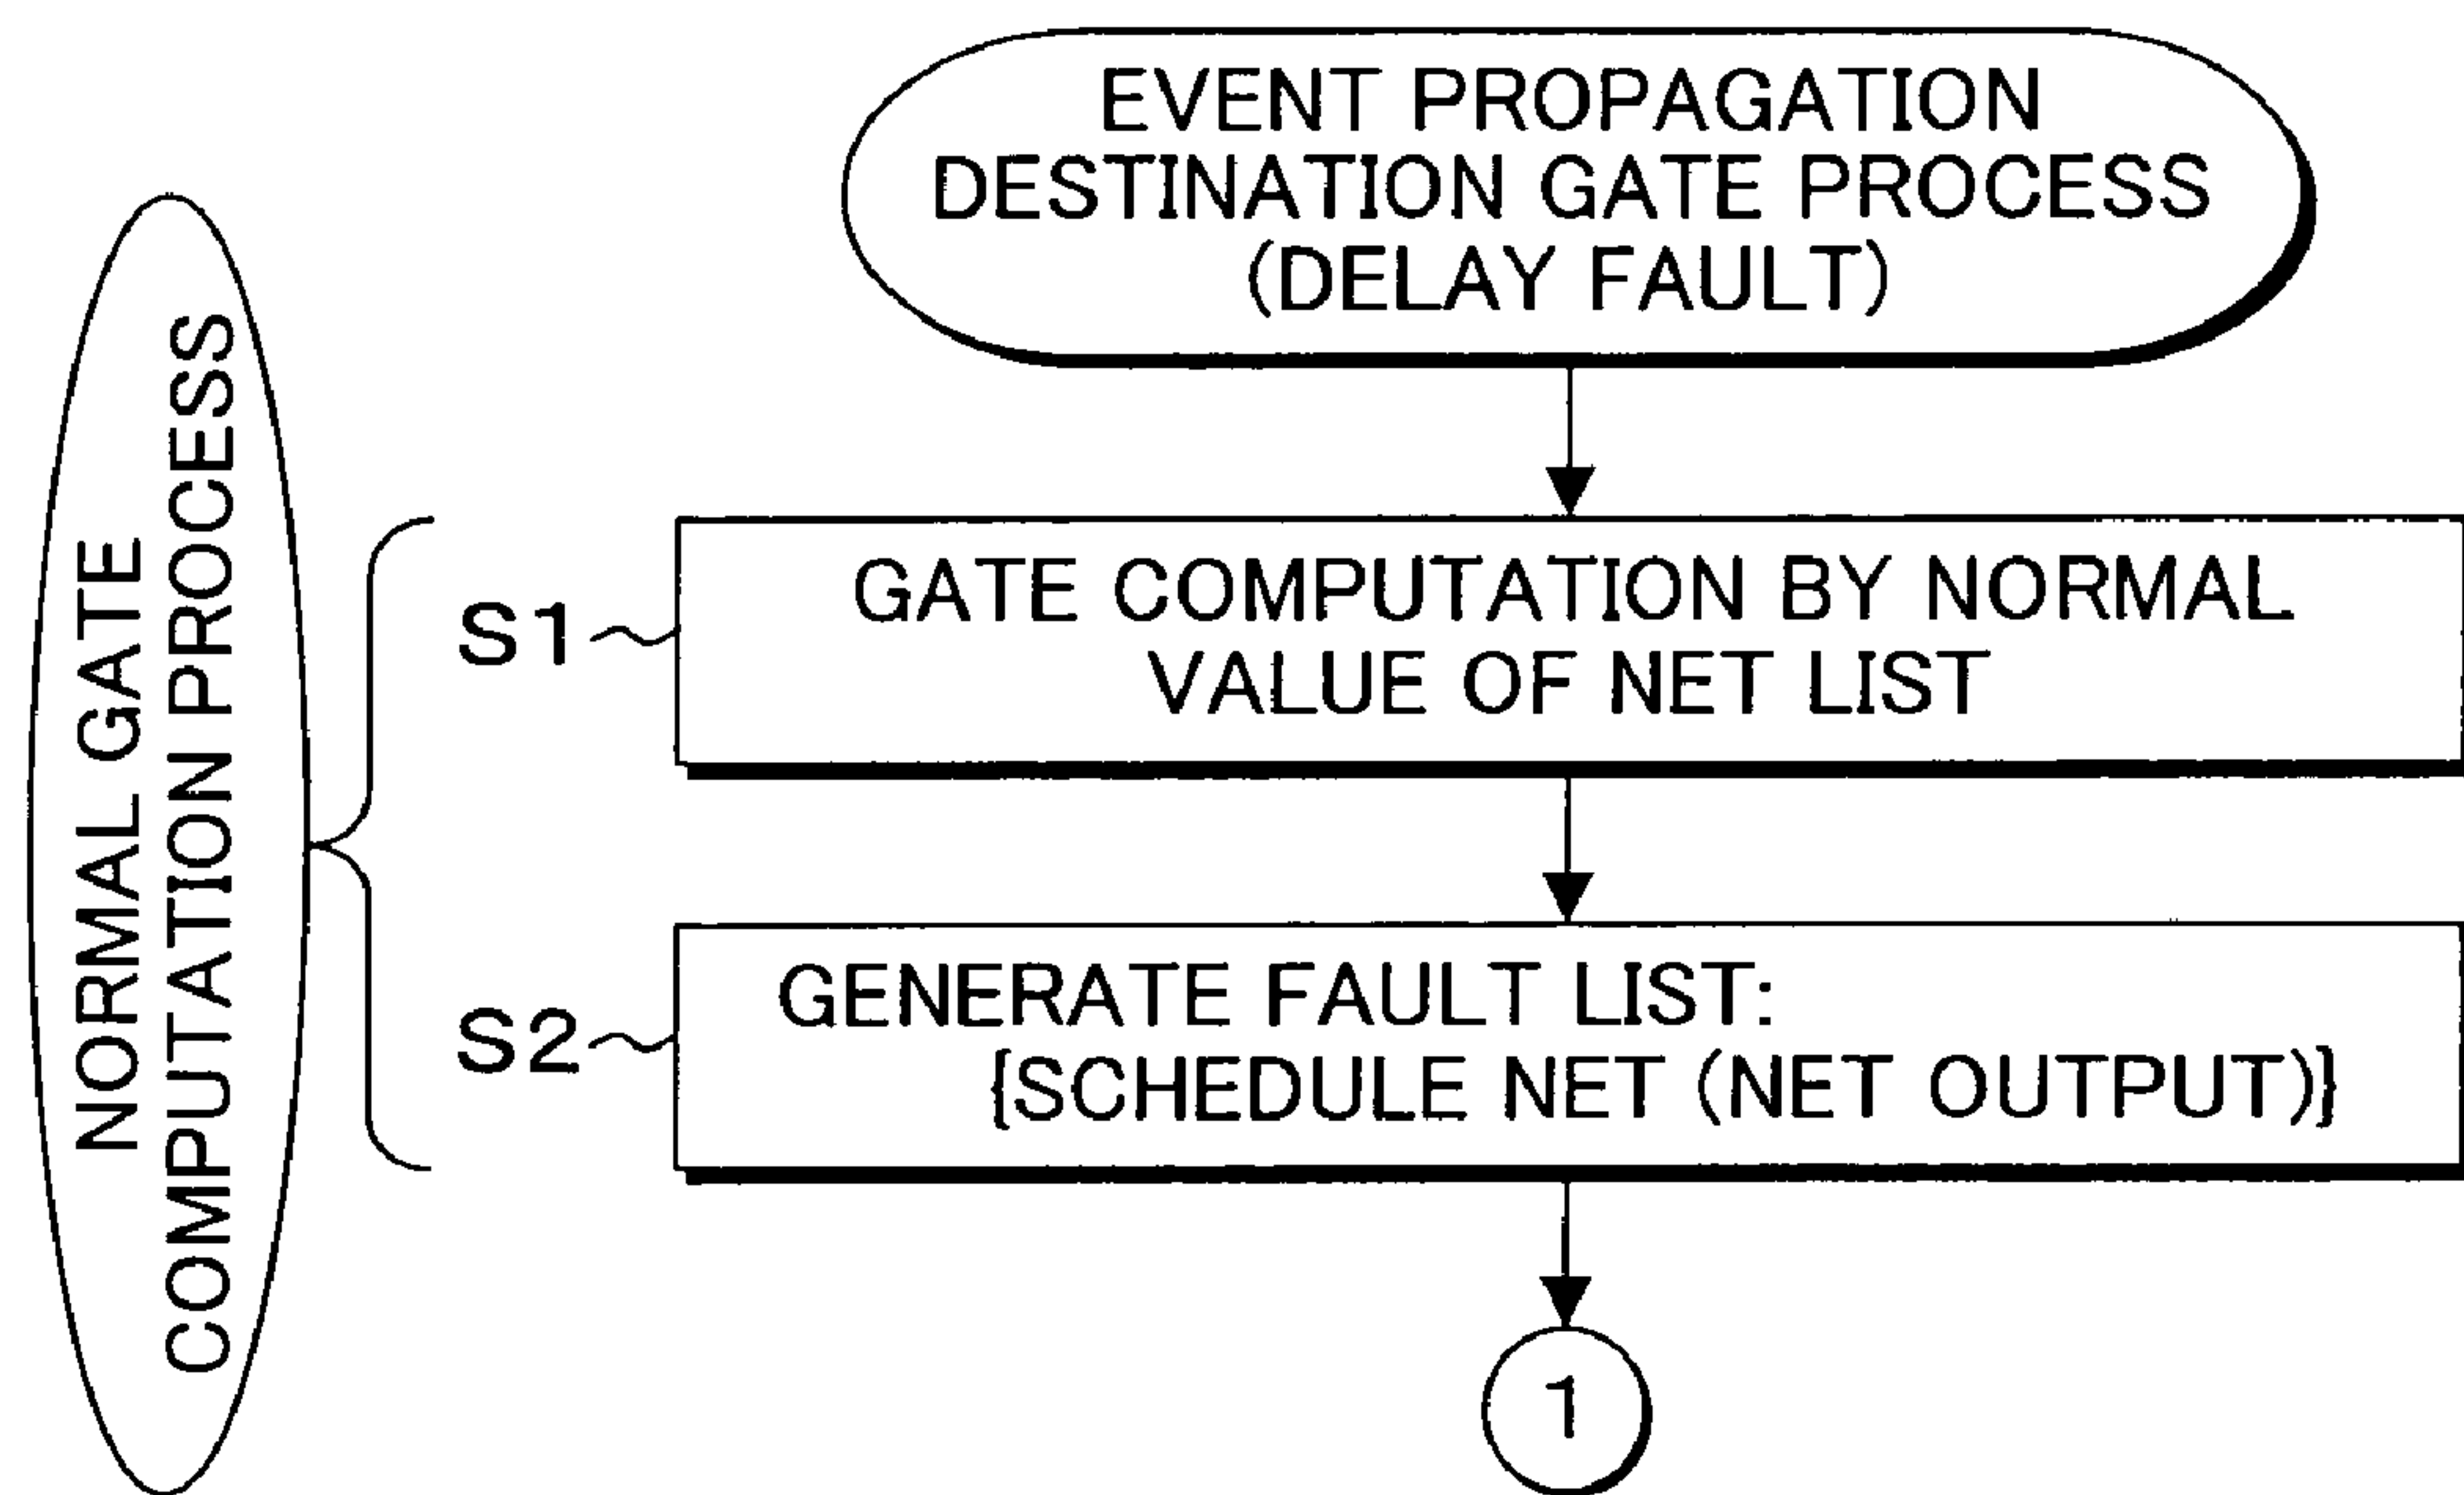 EVENT PROPAGATION
DESTINATION GATE PROCESS
(DELAY FAULT)
NORMAL GATE
COMPUTATION PROCESS
S1
GATE COMPUTATION BY NORMAL
VALUE OF NET LIST
S2
GENERATE FAULT LIST:
{SCHEDULE NET (NET OUTPUT)}
1